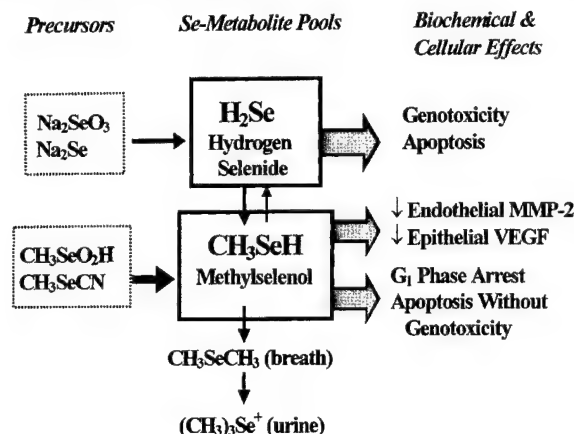 Precursors
Se-Metabolite Pools
Biochemical &
Cellular Effects
Na₂SeO₃
Na₂Se
H₂Se
Hydrogen
Selenide
Genotoxicity
Apoptosis
CH₃SeO₂H
CH₃SeCN
CH₃SeH
Methylselenol
↓ Endothelial MMP-2
↓ Epithelial VEGF
G₁ Phase Arrest
Apoptosis Without
Genotoxicity
CH₃SeCH₃ (breath)
(CH₃)₃Se⁺ (urine)